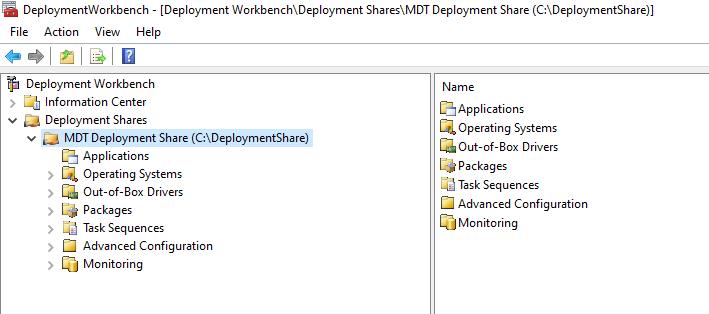 DeploymentWorkbench - [Deployment Workbench\Deployment Shares\MDT Deployment Share (C:\DeploymentShare)]
File Action View Help
Deployment Workbench
Information Center
Deployment Shares
MDT Deployment Share (C:\DeploymentShare)
Applications
Operating Systems
Out-of-Box Drivers
Packages
Task Sequences
Advanced Configuration
Monitoring
Name
Applications
Operating Systems
Out-of-Box Drivers
Packages
Task Sequences
Advanced Configuration
Monitoring